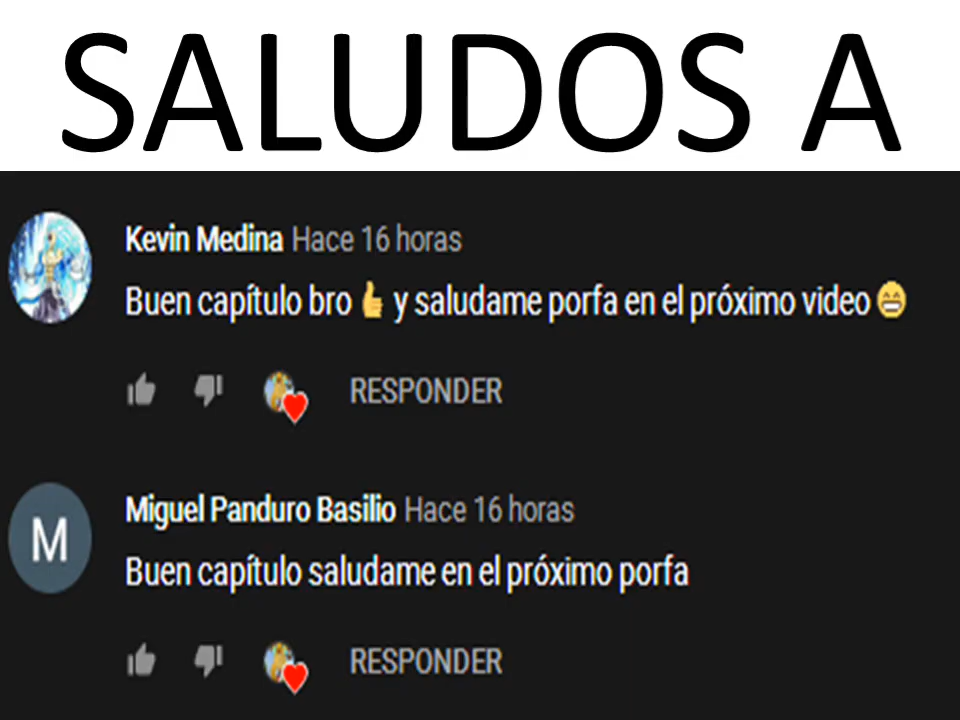 SALUDOS A
Kevin Medina Hace 16 horas
Buen capítulo bro 👍 y saludame porfa en el próximo video 😁
RESPONDER
M
Miguel Panduro Basilio Hace 16 horas
Buen capítulo saludame en el próximo porfa
RESPONDER